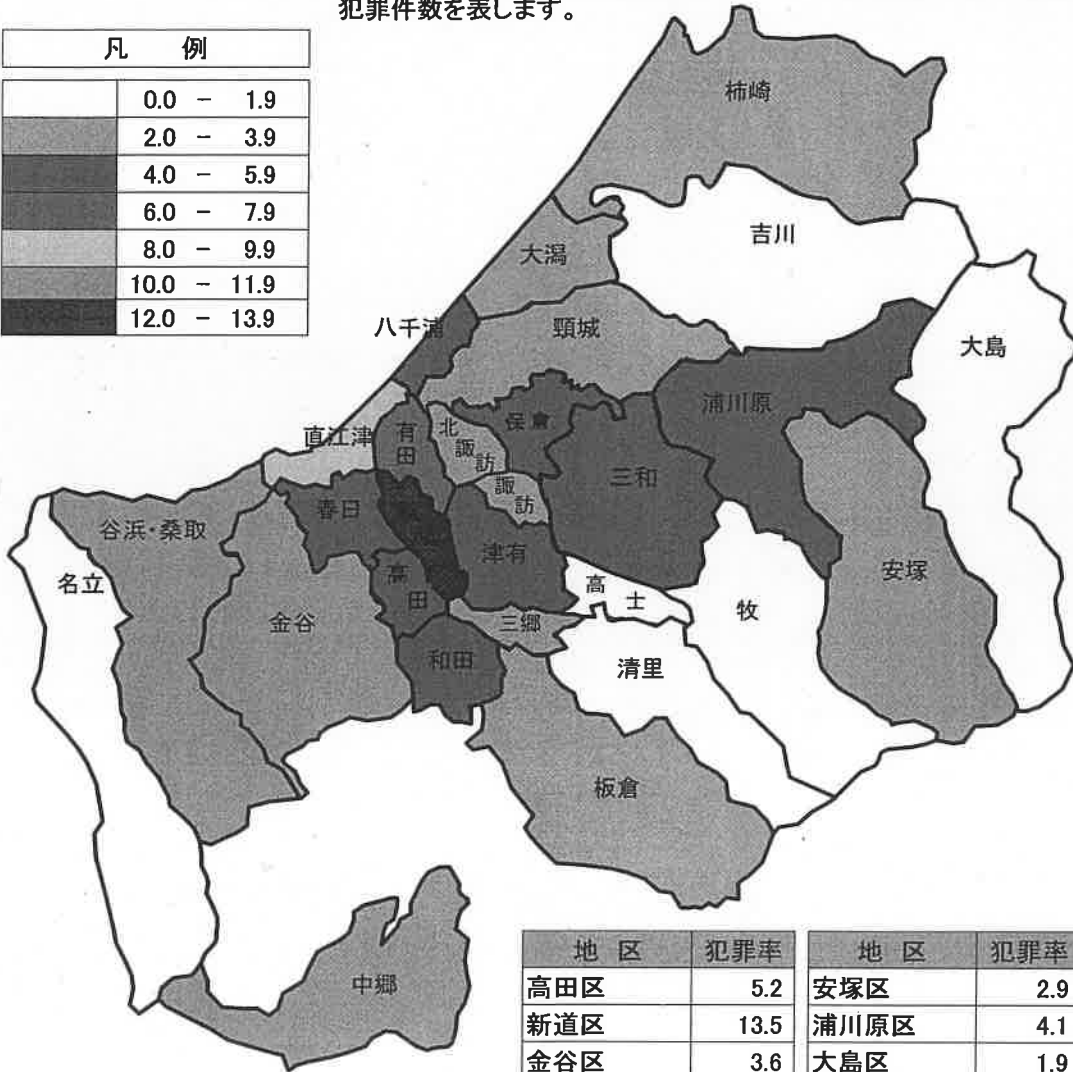 犯罪件数を表します。
凡 例
0.0 - 1.9
2.0 - 3.9
4.0 - 5.9
6.0 - 7.9
8.0 - 9.9
10.0 - 11.9
12.0 - 13.9
柿崎
吉川
大潟
八千浦
頸城
大島
浦川原
直江津
有田
北諏訪
保倉
諏訪
三和
谷浜・桑取
春日
津有
安塚
名立
高田
高士
金谷
三郷
牧
和田
清里
板倉
中郷
地 区 犯罪率
高田区 5.2
新道区 13.5
金谷区 3.6
地 区 犯罪率
安塚区 2.9
浦川原区 4.1
大島区 1.9